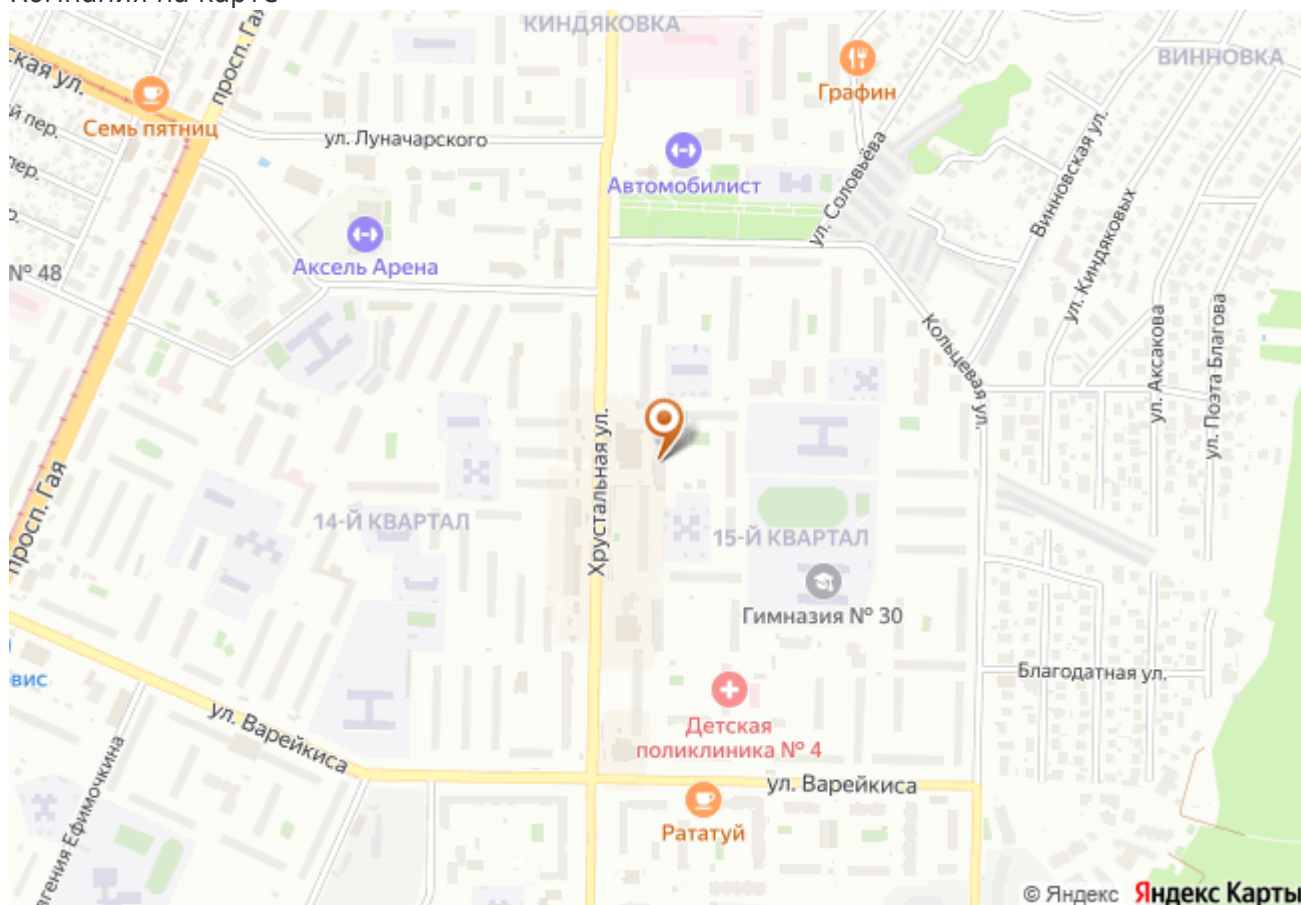 КИНДЯКОВКА
ВИННОВКА
просп. Гая
Графин
Семь пятниц
ул. Луначарского
Автомобилист
ул. Соловьёва
Винновская ул.
ул. Киндяковых
Аксель Арена
№ 48
Кольцевая ул.
ул. Аксакова
ул. Поэта Благова
Хрустальная ул.
просп. Гая
14-Й КВАРТАЛ
15-Й КВАРТАЛ
Гимназия № 30
Благодатная ул.
Детская
поликлиника № 4
ул. Варейкиса
ул. Варейкиса
Рататуй
© Яндекс Яндекс Карты